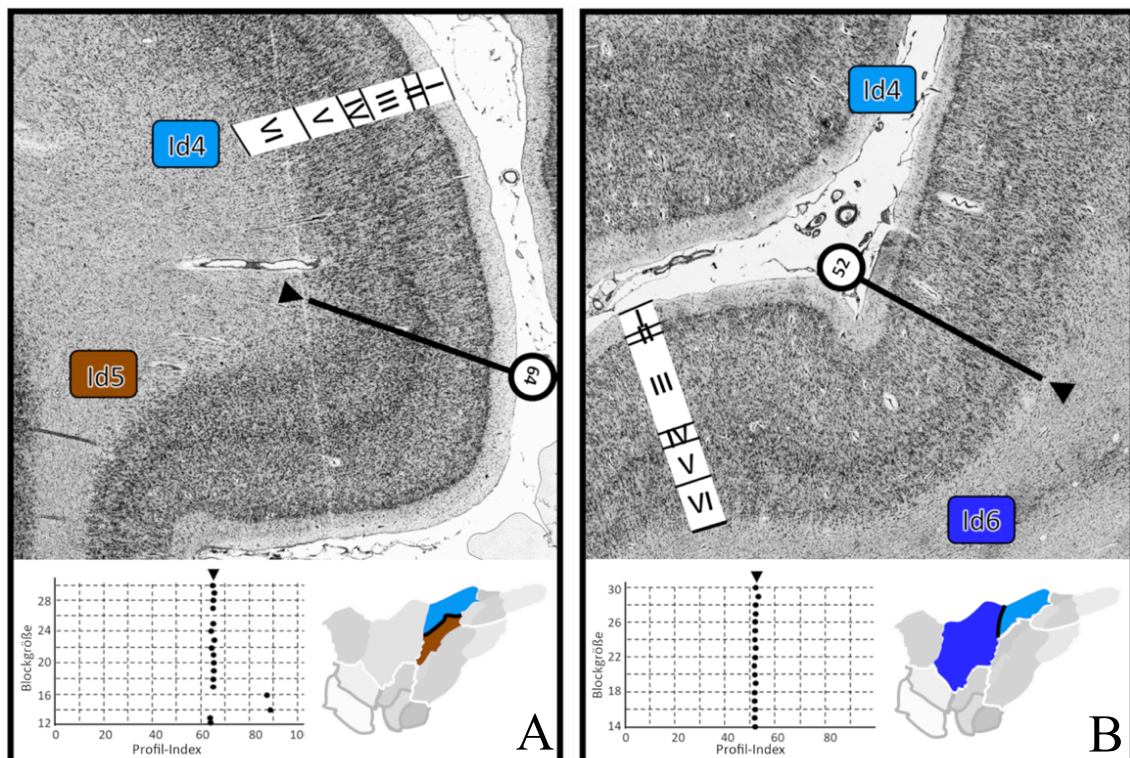 Id4
I
II
III
IV
V
VI
Id5
64
28
24
20
16
12
Blockgröße
0
20
40
60
80
10
Profil-Index
A
Id4
52
I
II
III
IV
V
VI
Id6
30
26
22
18
14
Blockgröße
0
20
40
60
80
Profil-Index
B